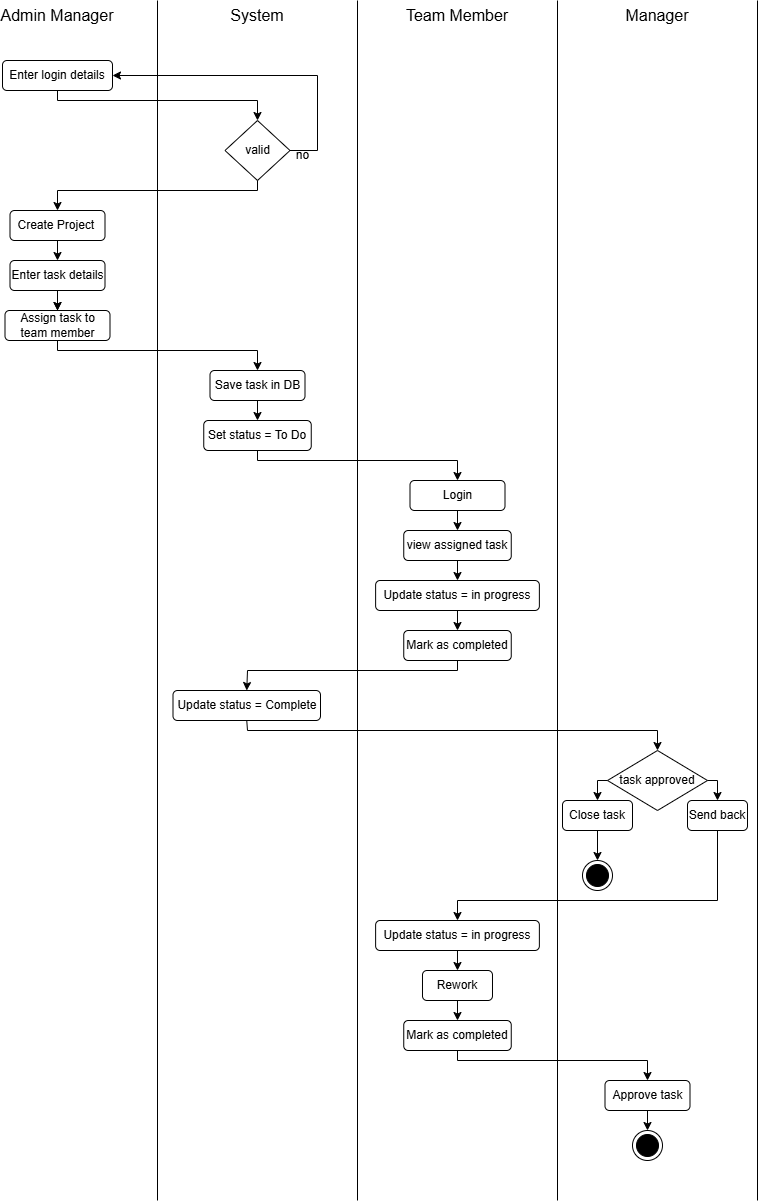 Admin Manager
System
Team Member
Manager
Enter login details
valid
no
Create Project
Enter task details
Assign task to
team member
Save task in DB
Set status = To Do
Login
view assigned task
Update status = in progress
Mark as completed
Update status = Complete
task approved
Close task
Send back
Update status = in progress
Rework
Mark as completed
Approve task